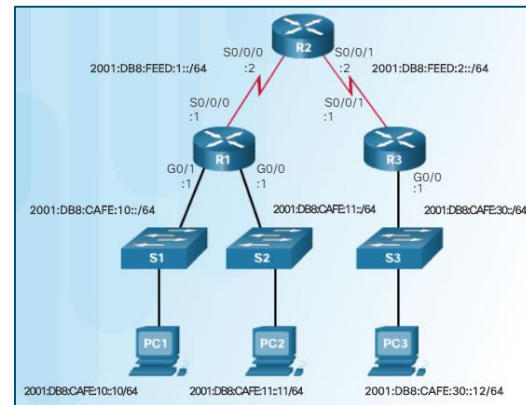 S0/0/0
:2
R2
S0/0/1
:2
2001:DB8:FEED:1::/64
2001:DB8:FEED:2::/64
S0/0/0
:1
S0/0/1
:1
R1
R3
G0/1
:1
G0/0
:1
G0/0
:1
2001:DB8:CAFE:10::/64
2001:DB8:CAFE:11::/64
2001:DB8:CAFE:30::/64
S1
S2
S3
PC1
PC2
PC3
2001:DB8:CAFE:10::10/64
2001:DB8:CAFE:11::11/64
2001:DB8:CAFE:30::12/64